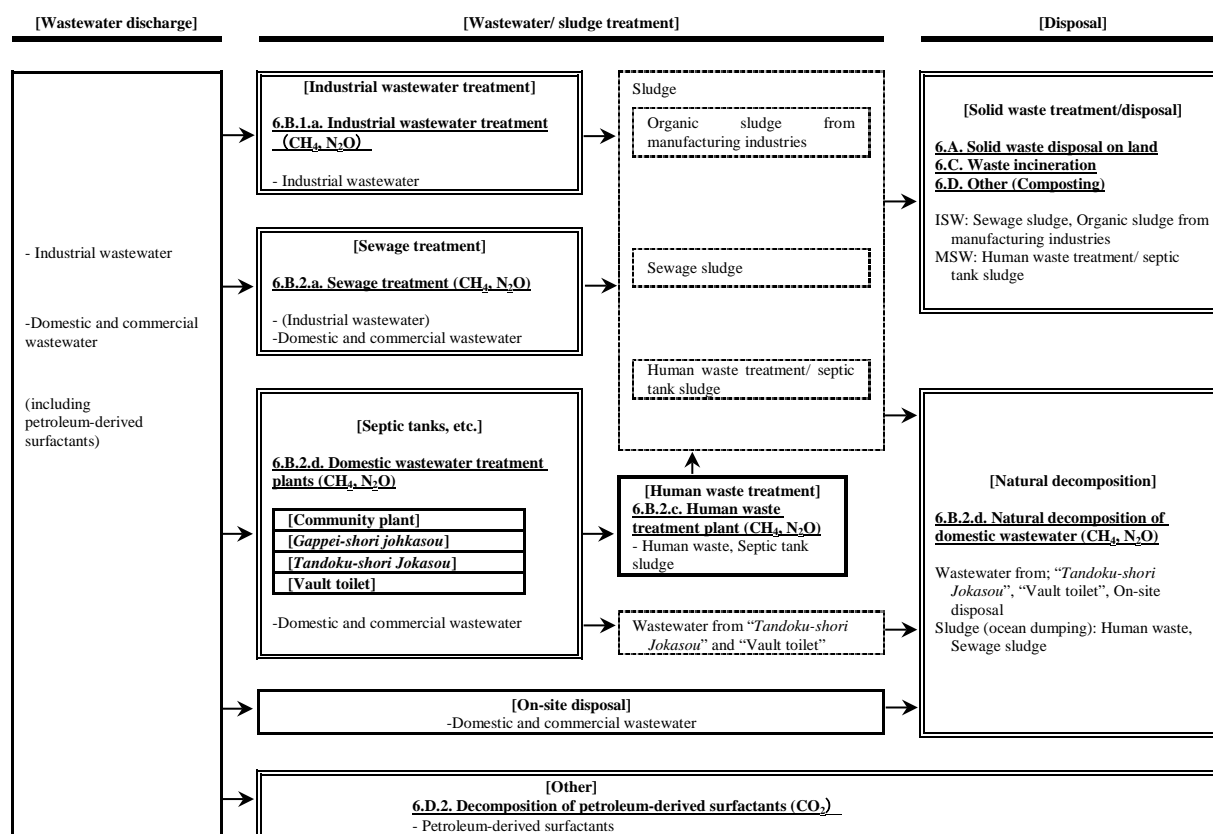 [Wastewater discharge]
[Wastewater/ sludge treatment]
[Disposal]
- Industrial wastewater
-Domestic and commercial
wastewater
(including
petroleum-derived
surfactants)
[Industrial wastewater treatment]
6.B.1.a. Industrial wastewater treatment
（CH4, N2O）
- Industrial wastewater
[Sewage treatment]
6.B.2.a. Sewage treatment (CH4, N2O)
- (Industrial wastewater)
-Domestic and commercial wastewater
[Septic tanks, etc.]
6.B.2.d. Domestic wastewater treatment
plants (CH4, N2O)
[Community plant]
[Gappei-shori johkasou]
[Tandoku-shori Jokasou]
[Vault toilet]
-Domestic and commercial wastewater
Sludge
Organic sludge from
manufacturing industries
Sewage sludge
Human waste treatment/ septic
tank sludge
[Human waste treatment]
6.B.2.c. Human waste
treatment plant (CH4, N2O)
- Human waste, Septic tank
sludge
Wastewater from “Tandoku-shori
Jokasou” and “Vault toilet”
[On-site disposal]
-Domestic and commercial wastewater
[Solid waste treatment/disposal]
6.A. Solid waste disposal on land
6.C. Waste incineration
6.D. Other (Composting)
ISW: Sewage sludge, Organic sludge from
manufacturing industries
MSW: Human waste treatment/ septic
tank sludge
[Natural decomposition]
6.B.2.d. Natural decomposition of
domestic wastewater (CH4, N2O)
Wastewater from; “Tandoku-shori
Jokasou”, “Vault toilet”, On-site
disposal
Sludge (ocean dumping): Human waste,
Sewage sludge
[Other]
6.D.2. Decomposition of petroleum-derived surfactants (CO2）
- Petroleum-derived surfactants